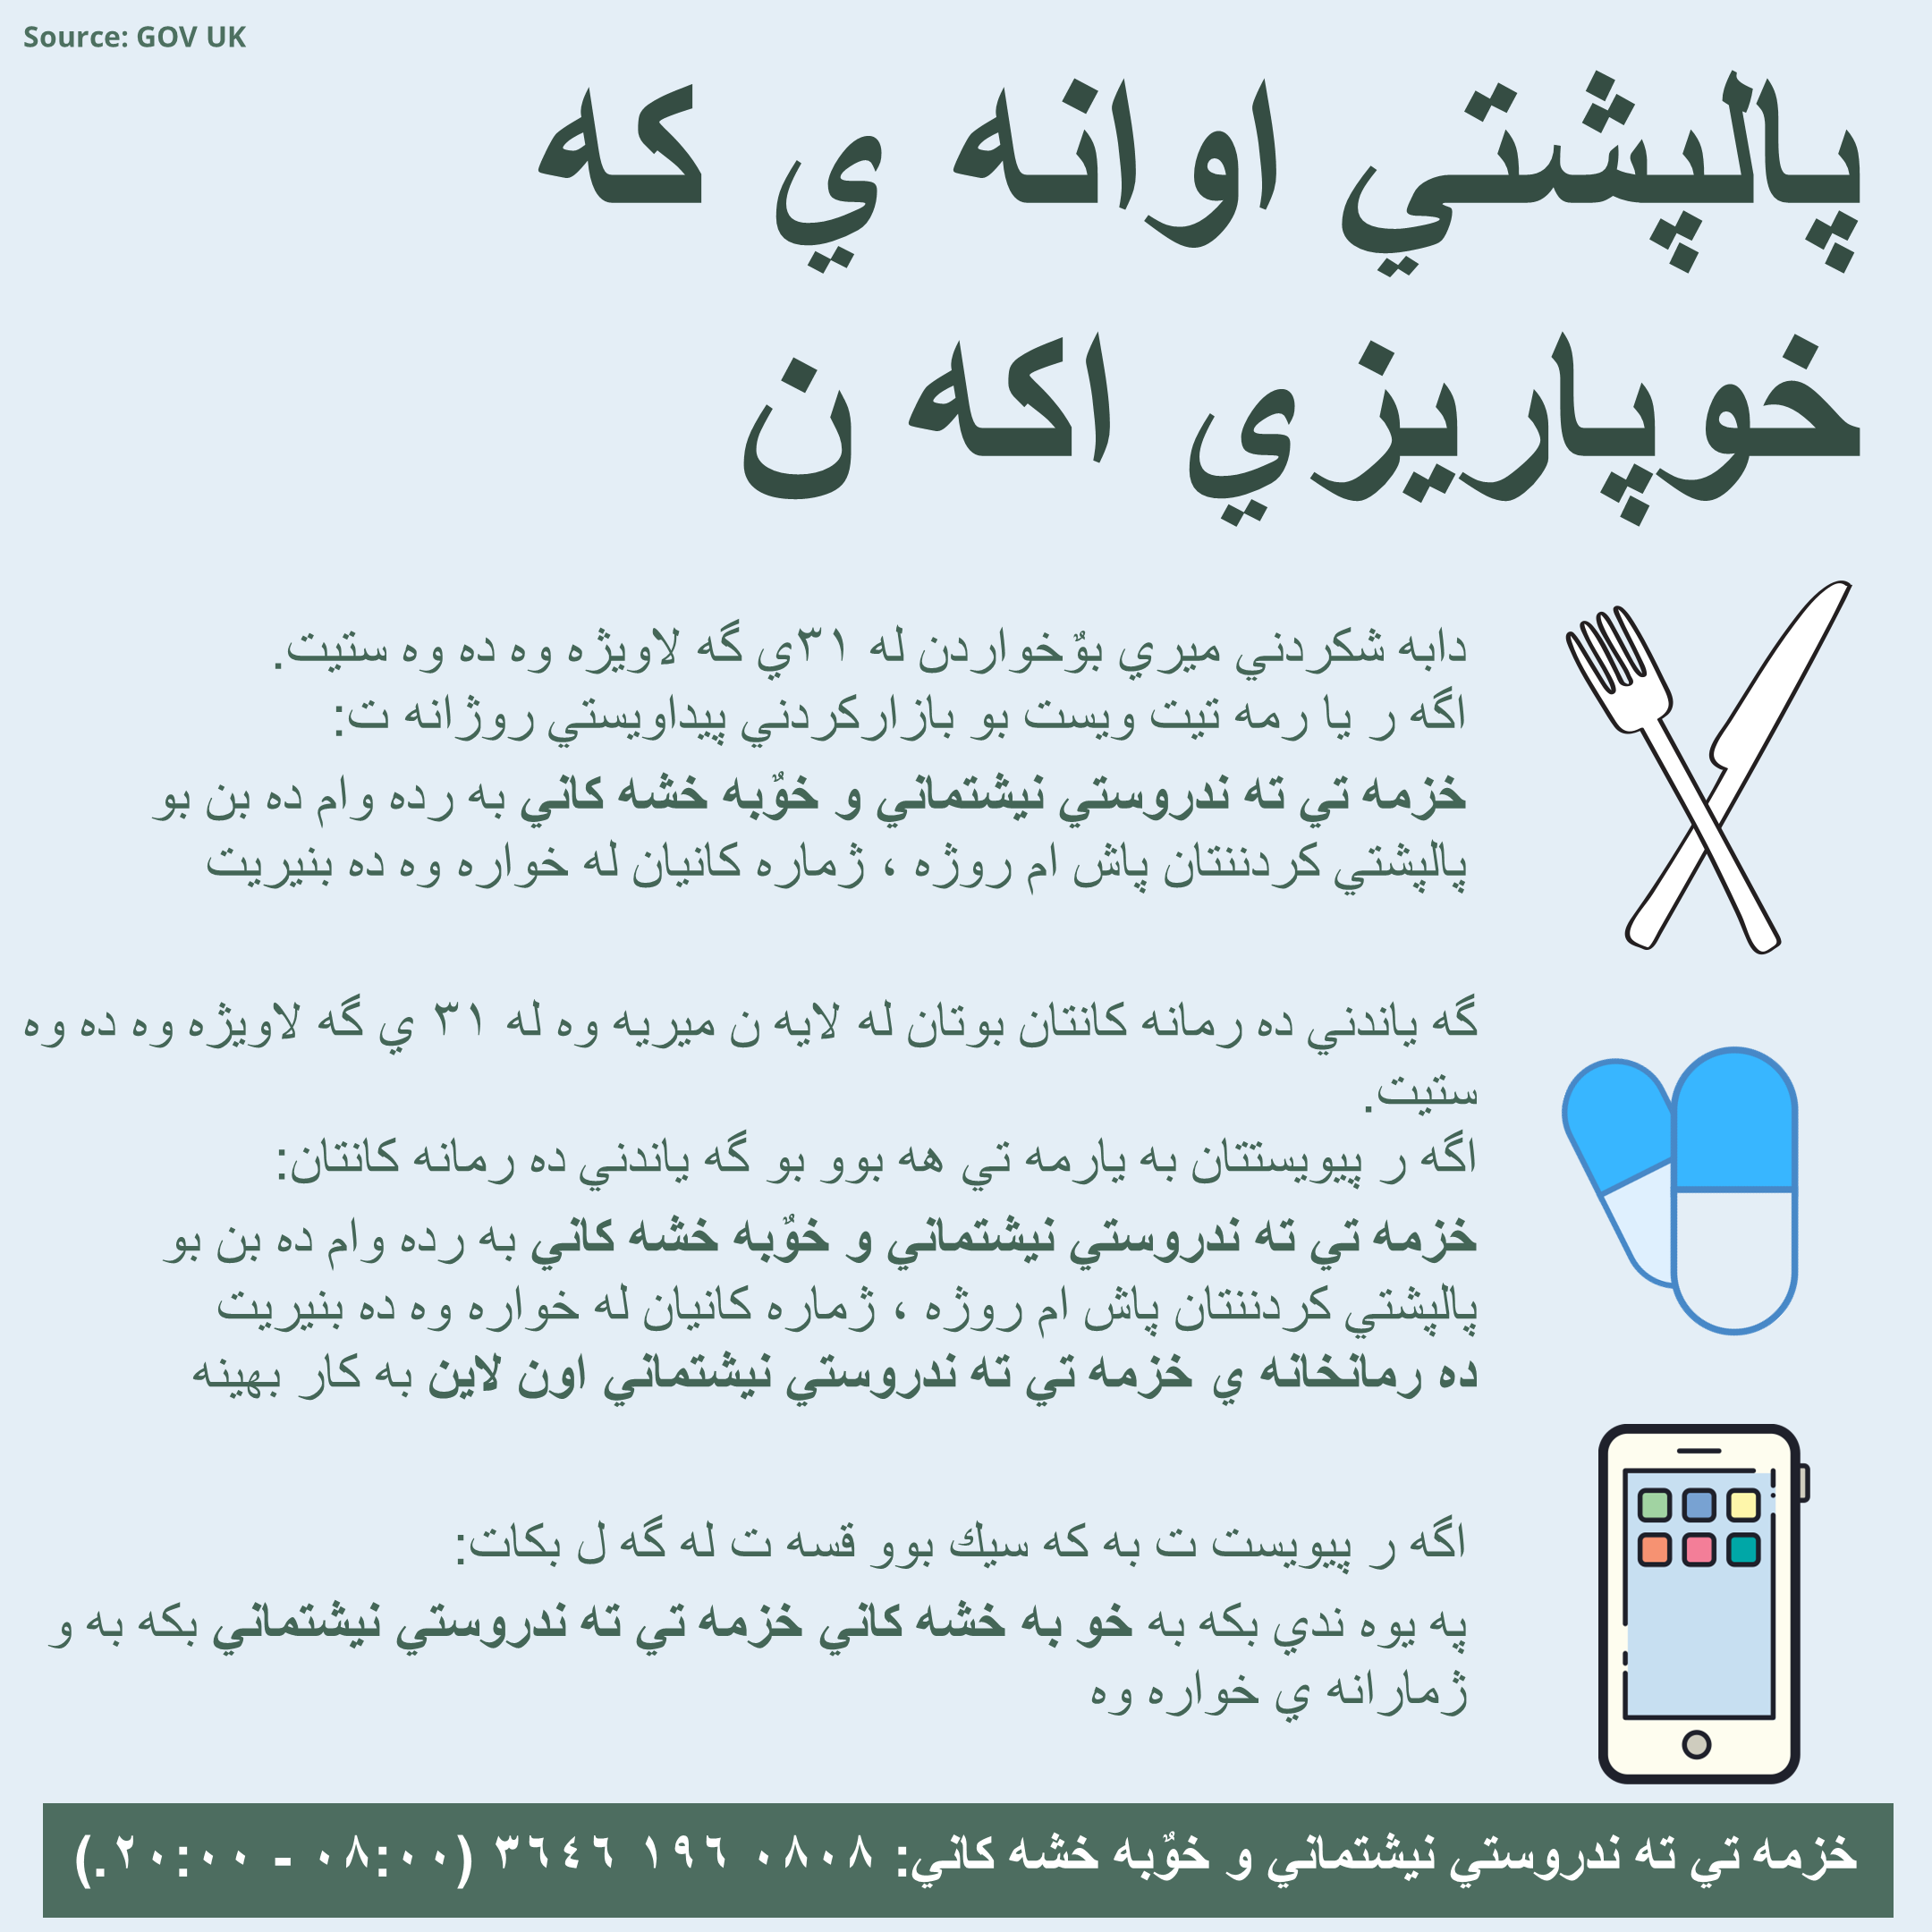 Source: GOV UK
پالپشتي اوانه ي كه
خوپاريزي اكه ن
دابه شكردني ميري بوٌخواردن له ٣١ي گه لاويژه وه ده وه ستيت.
اگه ر يا رمه تيت ويست بو بازاركردني پيداويستي روژانه ت:
خزمه تي ته ندروستي نيشتماني و خوٌبه خشه كاني به رده وام ده بن بو
پالپشتي كردنتان پاش ام روژه ، ژماره كانيان له خواره وه ده بنيريت
گه ياندني ده رمانه كانتان بوتان له لايه ن ميريه وه له ٣١ ي گه لاويژه وه ده وه
ستيت.
اگه ر پيويستتان به يارمه تي هه بوو بو گه ياندني ده رمانه كانتان:
خزمه تي ته ندروستي نيشتماني و خوٌبه خشه كاني به رده وام ده بن بو
پالپشتي كردنتان پاش ام روژه ، ژماره كانيان له خواره وه ده بنيريت
ده رمانخانه ي خزمه تي ته ندروستي نيشتماني اون لاين به كار بهينه
اگه ر پيويست ت به كه سيك بوو قسه ت له گه ل بكات:
په يوه ندي بكه به خو به خشه كاني خزمه تي ته ندروستي نيشتماني بكه به و
ژمارانه ي خواره وه
خزمه تي ته ندروستي نيشتماني و خوٌبه خشه كاني: ٠٨٠٨ ١٩٦ ٣٦٤٦ (٠٨:٠٠ - ٢٠:٠٠.)